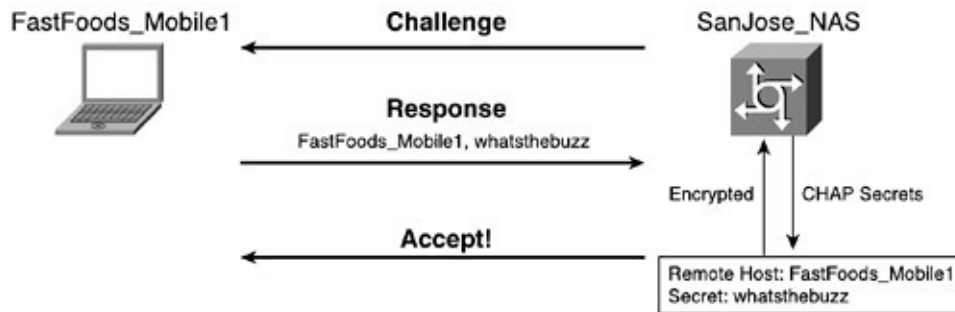 FastFoods_Mobile1
Challenge
SanJose_NAS
Response
FastFoods_Mobile1, whatsthebuzz
Encrypted
CHAP Secrets
Accept!
Remote Host: FastFoods_Mobile1
Secret: whatsthebuzz